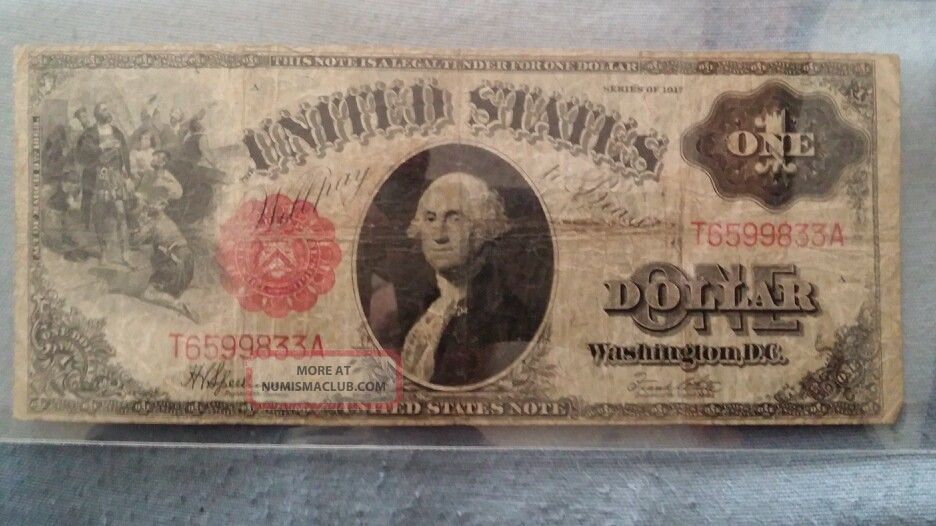 THIS NOTE IS A LEGAL TENDER FOR ONE DOLLAR
SERIES OF 1917
UNITED STATES
ONE
Will pay to Bearer
T6599833A
ONE
DOLLAR
Washington, D.C.
T6599833A
MORE AT
NUMISMACLUB.COM
UNITED STATES NOTE